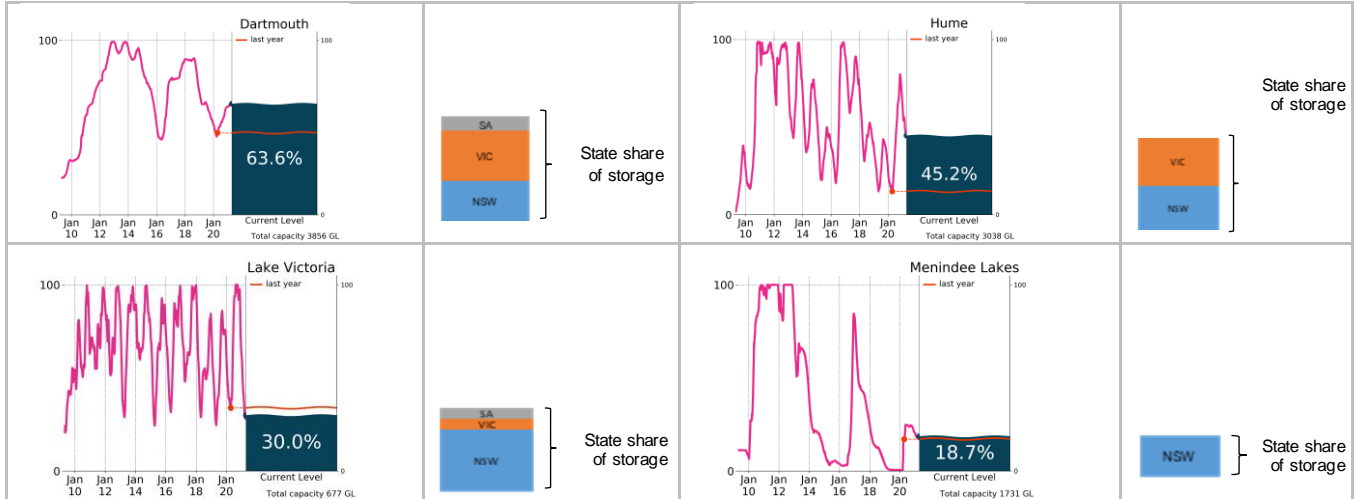 Dartmouth
last year
100
100
63.6%
0
0
Jan Jan Jan Jan Jan Jan
10 12 14 16 18 20
Current Level
Total capacity 3856 GL
SA
VIC
NSW
State share
of storage
Hume
last year
100
100
45.2%
0
0
Jan Jan Jan Jan Jan Jan
10 12 14 16 18 20
Current Level
Total capacity 3038 GL
State share
of storage
VIC
NSW
Lake Victoria
last year
100
100
30.0%
0
0
Jan Jan Jan Jan Jan Jan
10 12 14 16 18 20
Current Level
Total capacity 677 GL
SA
VIC
NSW
State share
of storage
Menindee Lakes
last year
100
100
18.7%
0
0
Jan Jan Jan Jan Jan Jan
10 12 14 16 18 20
Current Level
Total capacity 1731 GL
NSW
State share
of storage